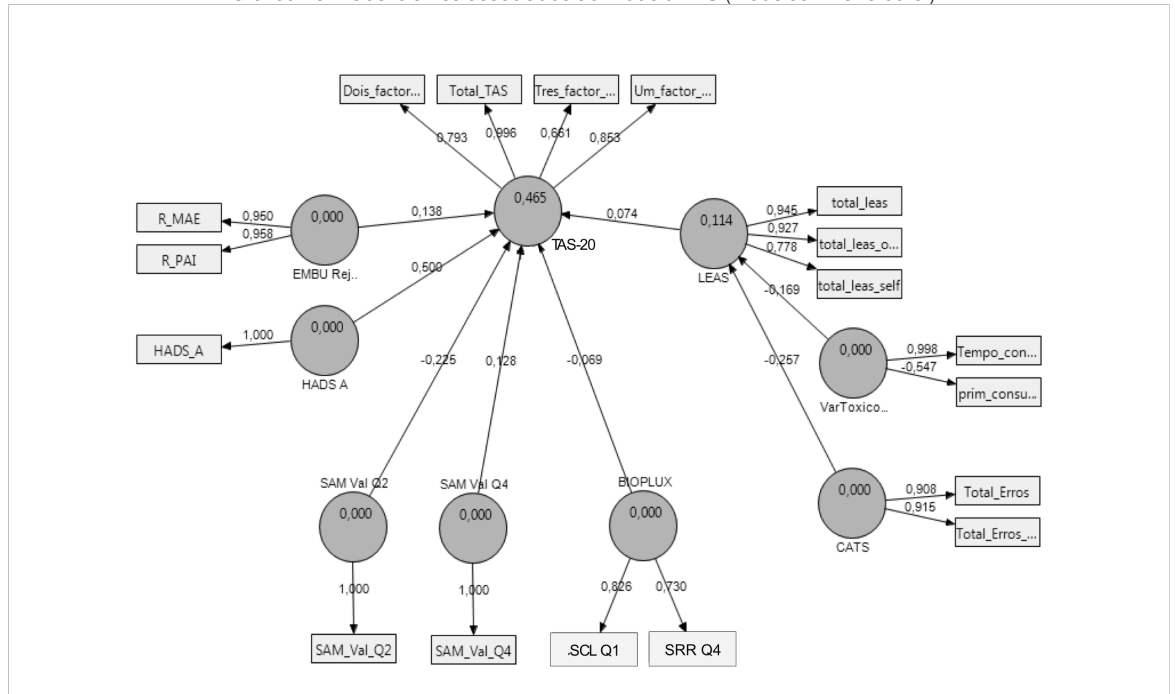 Dois_factor...
Total_TAS
Tres_factor_...
Um_factor_...
0,793
0,996
0,661
0,853
0,465
TAS-20
R_MAE
R_PAI
0,950
0,958
0,000
EMBU Rej..
0,138
HADS_A
1,000
0,000
HADS A
0,500
0,074
0,114
LEAS
0,945
0,927
0,778
total_leas
total_leas_o...
total_leas_self
-0,169
-0,257
0,000
VarToxico...
0,998
-0,547
Tempo_con...
prim_consu...
-0,225
0,128
-0,069
SAM Val Q2
0,000
1,000
SAM_Val_Q2
SAM Val Q4
0,000
1,000
SAM_Val_Q4
BIOPLUX
0,000
0,826
0,730
.SCL Q1
SRR Q4
0,000
CATS
0,908
0,915
Total_Erros
Total_Erros_...